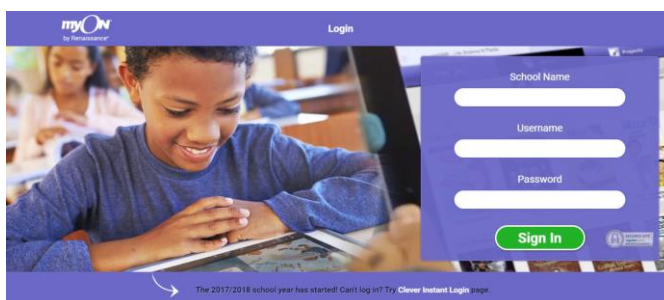 myON
by Renaissance
Login
School Name
Username
Password
Sign In
The 2017/2018 school year has started! Can't log in? Try Clever Instant Login page.